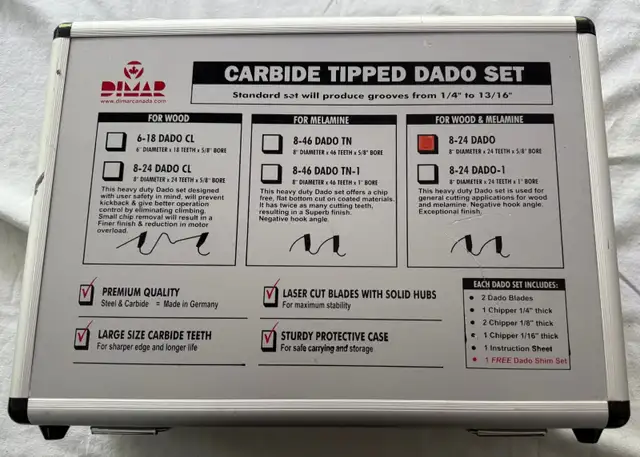 DIMAR
www.dimarcanada.com
CARBIDE TIPPED DADO SET
Standard set will produce grooves from 1/4" to 13/16"
FOR WOOD
6-18 DADO CL
6" DIAMETER x 18 TEETH x 5/8" BORE
8-24 DADO CL
8" DIAMETER x 24 TEETH x 5/8" BORE
This heavy duty Dado set designed
with user safety in mind, will prevent
kickback & give better operation
control by eliminating climbing.
Small chip removal will result in a
Finer finish & reduction in motor
overload.
FOR MELAMINE
8-46 DADO TN
8" DIAMETER x 46 TEETH x 5/8" BORE
8-46 DADO TN-1
8" DIAMETER x 46 TEETH x 1" BORE
This heavy duty Dado set offers a chip
free, flat bottom cut on coated materials.
It has twice as many cutting teeth,
resulting in a Superb finish.
Negative hook angle.
FOR WOOD & MELAMINE
8-24 DADO
8" DIAMETER x 24 TEETH x 5/8" BORE
8-24 DADO-1
8" DIAMETER x 24 TEETH x 1" BORE
This heavy duty Dado set is used for
general cutting applications for wood
and melamine. Negative hook angle.
Exceptional finish.
PREMIUM QUALITY
Steel & Carbide = Made in Germany
LARGE SIZE CARBIDE TEETH
For sharper edge and longer life
LASER CUT BLADES WITH SOLID HUBS
For maximum stability
STURDY PROTECTIVE CASE
For safe carrying and storage
EACH DADO SET INCLUDES:
• 2 Dado Blades
• 1 Chipper 1/4" thick
• 2 Chipper 1/8" thick
• 1 Chipper 1/16" thick
• 1 Instruction Sheet
• 1 FREE Dado Shim Set